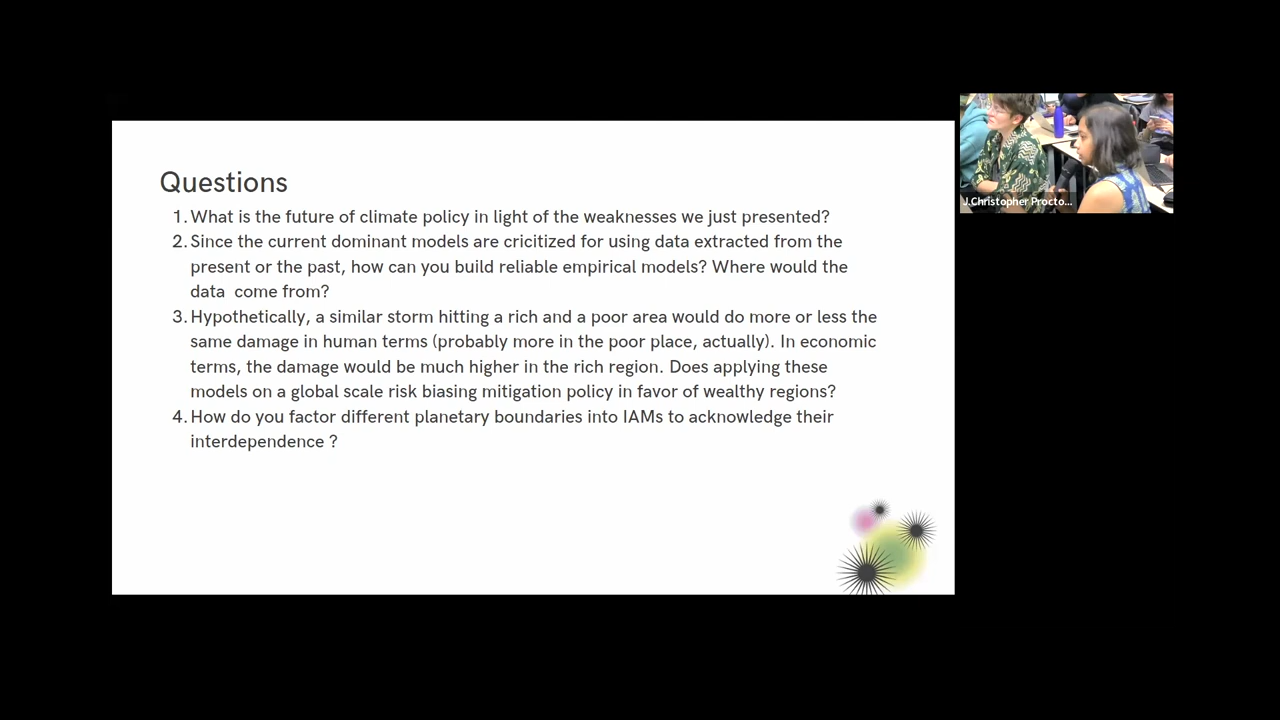 Questions
1. What is the future of climate policy in light of the weaknesses we just presented?
2. Since the current dominant models are cricitized for using data extracted from the
present or the past, how can you build reliable empirical models? Where would the
data come from?
3. Hypothetically, a similar storm hitting a rich and a poor area would do more or less the
same damage in human terms (probably more in the poor place, actually). In economic
terms, the damage would be much higher in the rich region. Does applying these
models on a global scale risk biasing mitigation policy in favor of wealthy regions?
4. How do you factor different planetary boundaries into IAMs to acknowledge their
interdependence ?
J.Christopher Procto...